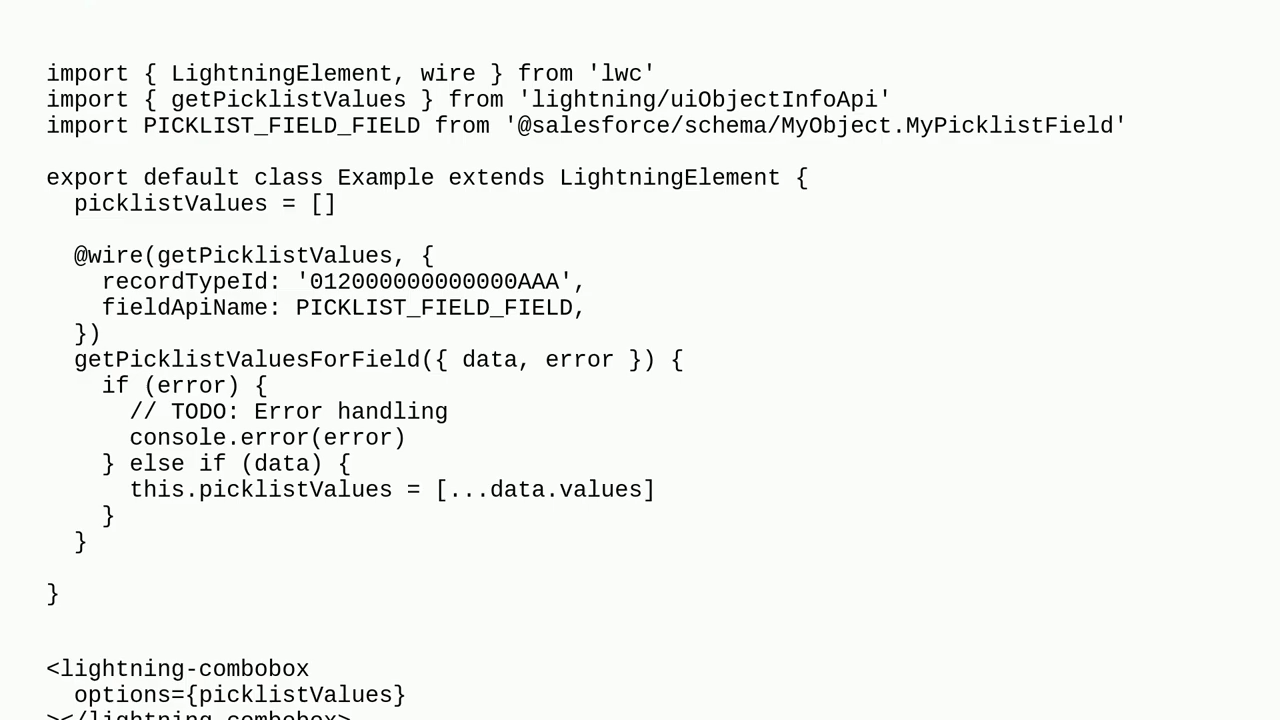 import { LightningElement, wire } from 'lwc'
import { getPicklistValues } from 'lightning/uiObjectInfoApi'
import PICKLIST_FIELD_FIELD from '@salesforce/schema/MyObject.MyPicklistField'

export default class Example extends LightningElement {
  picklistValues = []

  @wire(getPicklistValues, {
    recordTypeId: '012000000000000AAA',
    fieldApiName: PICKLIST_FIELD_FIELD,
  })
  getPicklistValuesForField({ data, error }) {
    if (error) {
      // TODO: Error handling
      console.error(error)
    } else if (data) {
      this.picklistValues = [...data.values]
    }
  }

}

<lightning-combobox
  options={picklistValues}
></lightning-combobox>